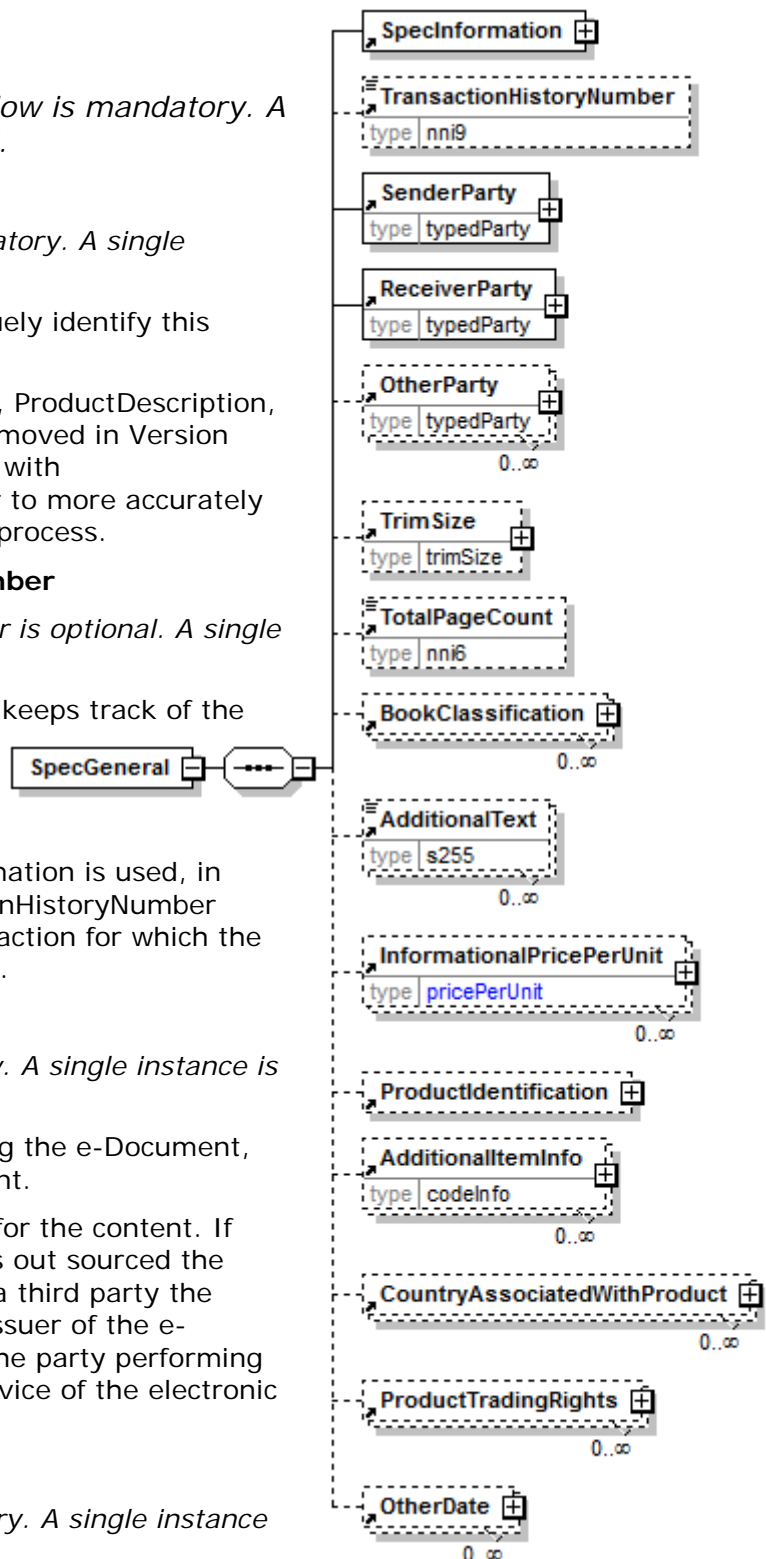 ow is mandatory. A
.
atory. A single
uely identify this
, ProductDescription,
moved in Version
with
to more accurately
process.
nber
r is optional. A single
keeps track of the
nation is used, in
nHistoryNumber
action for which the
.
y. A single instance is
g the e-Document,
nt.
for the content. If
s out sourced the
a third party the
ssuer of the e-
ne party performing
vice of the electronic
ry. A single instance
SpecGeneral
SpecInformation
TransactionHistoryNumber
type nni9
SenderParty
type typedParty
ReceiverParty
type typedParty
OtherParty
type typedParty
0..∞
TrimSize
type trimSize
TotalPageCount
type nni6
BookClassification
0..∞
AdditionalText
type s255
0..∞
InformationalPricePerUnit
type pricePerUnit
0..∞
ProductIdentification
AdditionalItemInfo
type codeInfo
0..∞
CountryAssociatedWithProduct
0..∞
ProductTradingRights
0..∞
OtherDate
0..∞